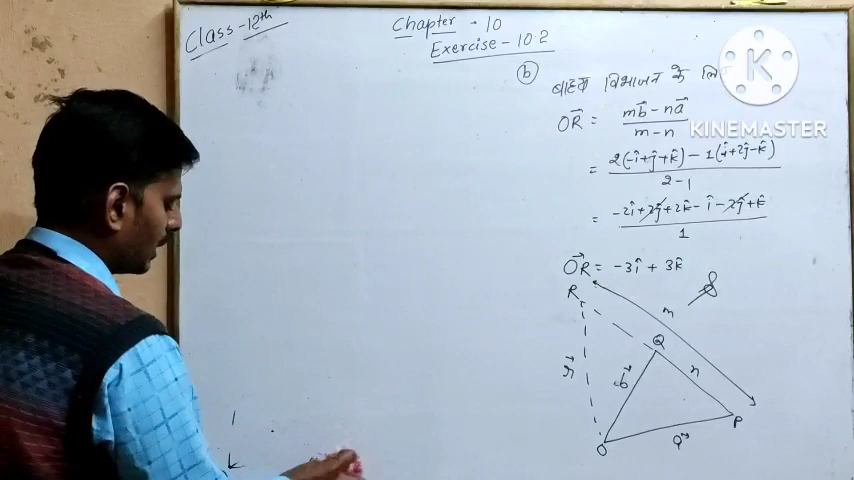 Class-12th
Chapter - 10
Exercise - 10.2
(b)
बाह्य विभाजन के लिए
OR⃗ = (mb⃗ - na⃗) / (m - n)
= (2(-î+ĵ+k̂) - 1(î+2ĵ-k̂)) / (2-1)
= (-2î+2ĵ+2k̂-î-2ĵ+k̂) / 1
OR⃗ = -3î + 3k̂
R
m
Q
n
b⃗
P
O
a⃗
K
KINEMASTER